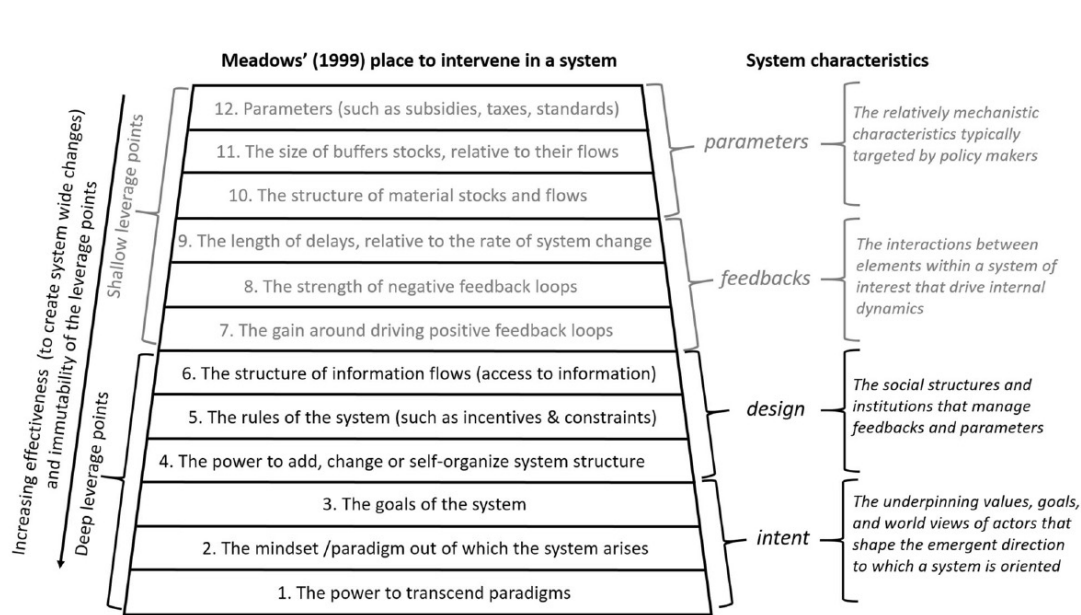 Meadows' (1999) place to intervene in a system
System characteristics
Increasing effectiveness (to create system wide changes)
and immutability of the leverage points
Shallow leverage points
Deep leverage points
12. Parameters (such as subsidies, taxes, standards)
11. The size of buffers stocks, relative to their flows
10. The structure of material stocks and flows
9. The length of delays, relative to the rate of system change
8. The strength of negative feedback loops
7. The gain around driving positive feedback loops
6. The structure of information flows (access to information)
5. The rules of the system (such as incentives & constraints)
4. The power to add, change or self-organize system structure
3. The goals of the system
2. The mindset /paradigm out of which the system arises
1. The power to transcend paradigms
parameters
The relatively mechanistic
characteristics typically
targeted by policy makers
feedbacks
The interactions between
elements within a system of
interest that drive internal
dynamics
design
The social structures and
institutions that manage
feedbacks and parameters
intent
The underpinning values, goals,
and world views of actors that
shape the emergent direction
to which a system is oriented